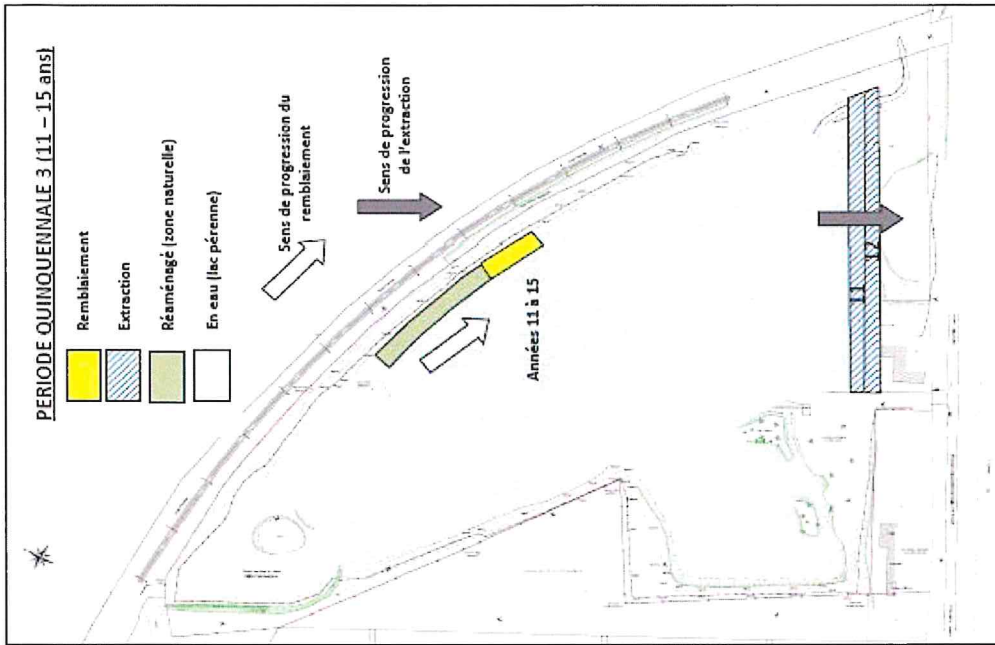 PERIODE QUINQUENNALE 3 (11 – 15 ans)
Remblaiement
Extraction
Réaménagé (zone naturelle)
En eau (lac pérenne)
Sens de progression du
remblaiement
Sens de progression
de l'extraction
Années 11 à 15
11
12